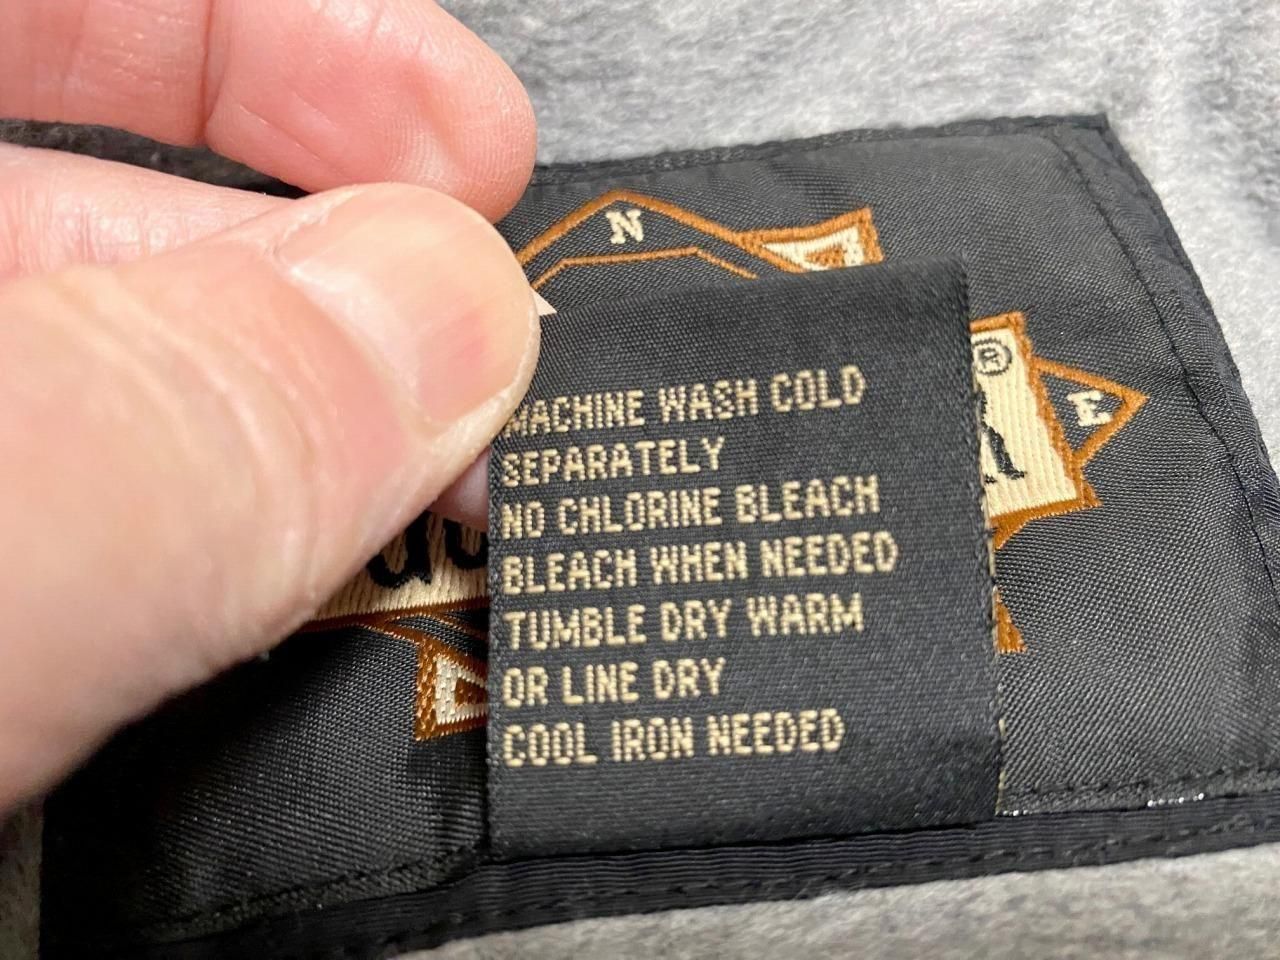 N
®
E
MACHINE WASH COLD
SEPARATELY
NO CHLORINE BLEACH
BLEACH WHEN NEEDED
TUMBLE DRY WARM
OR LINE DRY
COOL IRON NEEDED